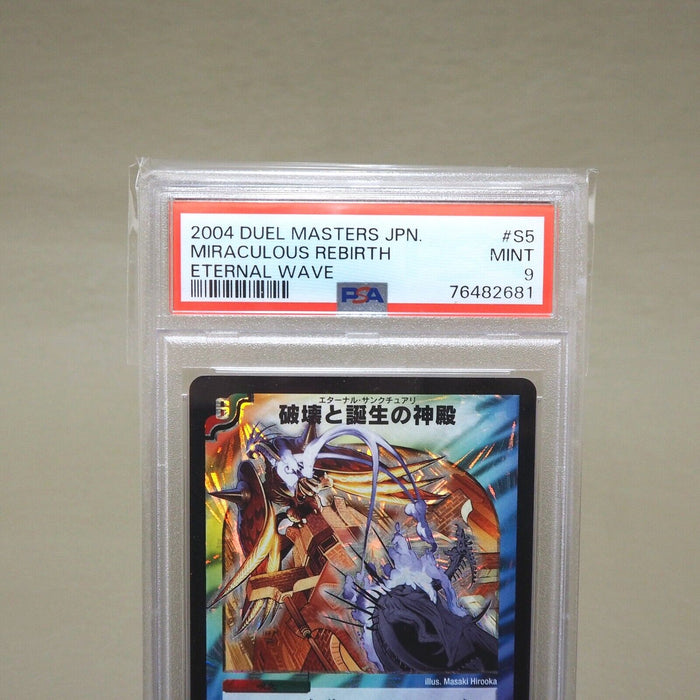 2004 DUEL MASTERS JPN. #S5
MIRACULOUS REBIRTH MINT
ETERNAL WAVE 9
PSA 76482681
エターナル・サンクチュアリ
破壊と誕生の神殿
illus. Masaki Hirooka